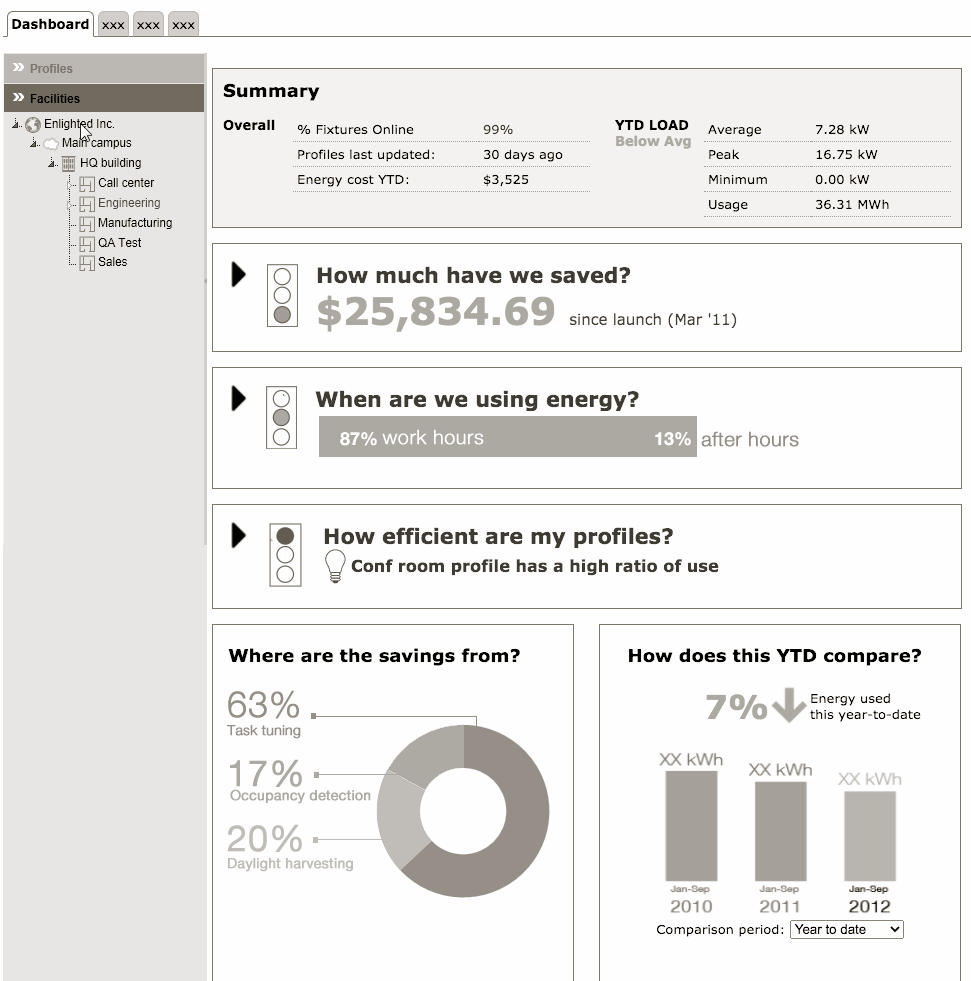 Dashboard xxx xxx xxx
Profiles
Facilities
Enlighted Inc.
Main campus
HQ building
Call center
Engineering
Manufacturing
QA Test
Sales
Summary
Overall
% Fixtures Online 99%
Profiles last updated: 30 days ago
Energy cost YTD: $3,525
YTD LOAD
Below Avg
Average 7.28 kW
Peak 16.75 kW
Minimum 0.00 kW
Usage 36.31 MWh
How much have we saved?
$25,834.69 since launch (Mar '11)
When are we using energy?
87% work hours 13% after hours
How efficient are my profiles?
Conf room profile has a high ratio of use
Where are the savings from?
63%
Task tuning
17%
Occupancy detection
20%
Daylight harvesting
How does this YTD compare?
7% Energy used
this year-to-date
XX kWh XX kWh XX kWh
Jan-Sep Jan-Sep Jan-Sep
2010 2011 2012
Comparison period: Year to date